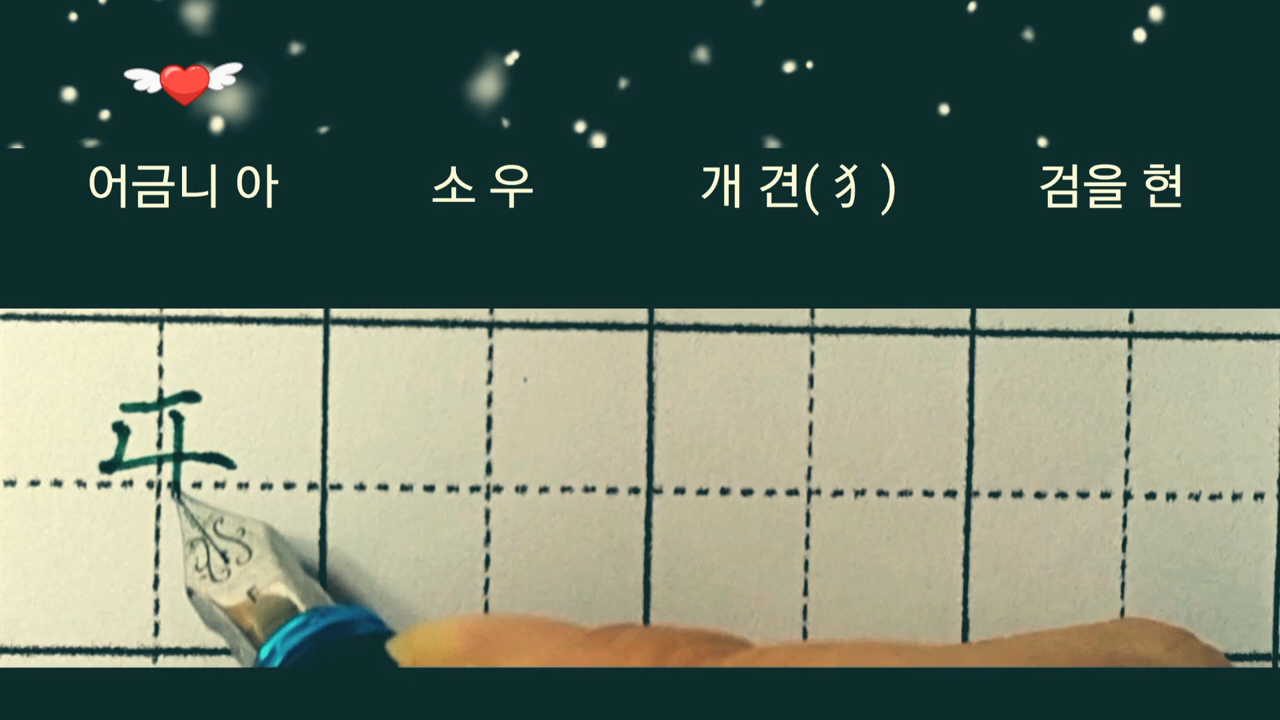 어금니 아 소 우 개 견(犭) 검을 현
F